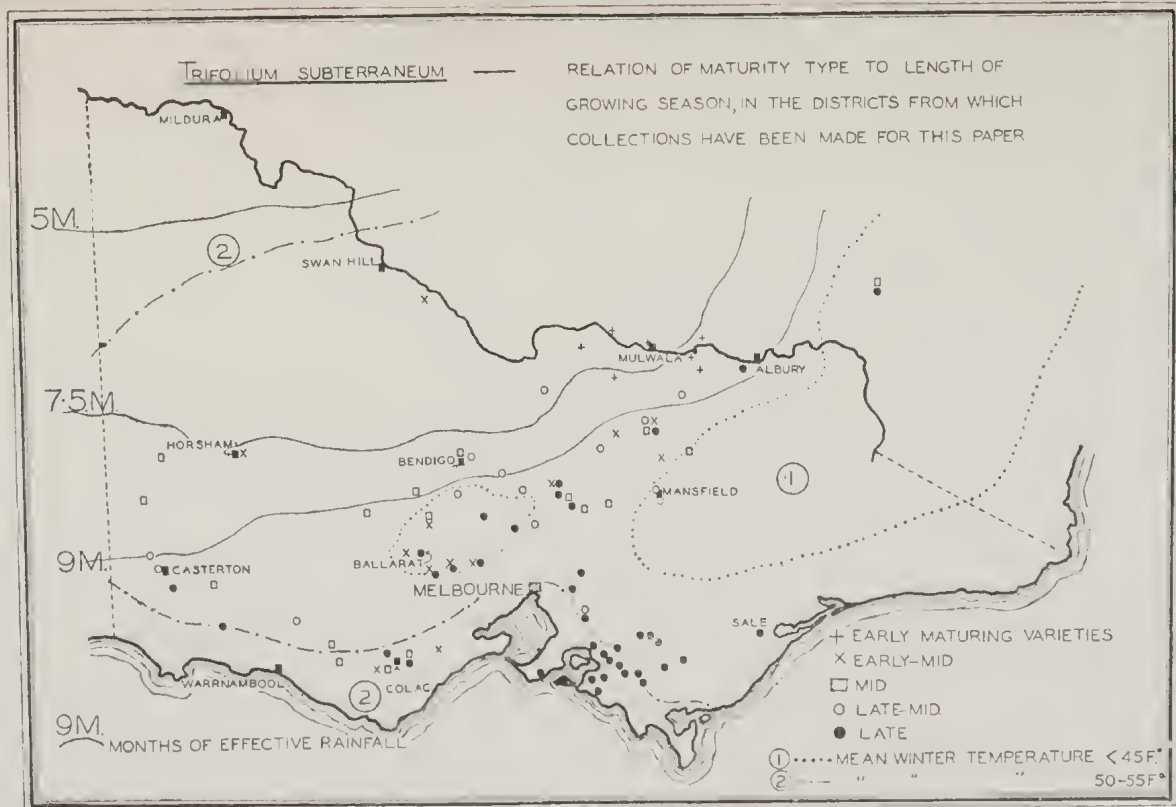 TRIFOLIUM SUBTERRANEUM — RELATION OF MATURITY TYPE TO LENGTH OF
GROWING SEASON, IN THE DISTRICTS FROM WHICH
COLLECTIONS HAVE BEEN MADE FOR THIS PAPER
MILDURA
5M.
2
SWAN HILL
MULWALA
ALBURY
7·5M.
HORSHAM
BENDIGO
MANSFIELD
1
9M.
CASTERTON
BALLARAT
MELBOURNE
SALE
WARRNAMBOOL
COLAC
2
+ EARLY MATURING VARIETIES
X EARLY-MID
□ MID
○ LATE-MID
● LATE
9M.
MONTHS OF EFFECTIVE RAINFALL
1 ····· MEAN WINTER TEMPERATURE <45F.°
2 —·— " " " 50-55F°